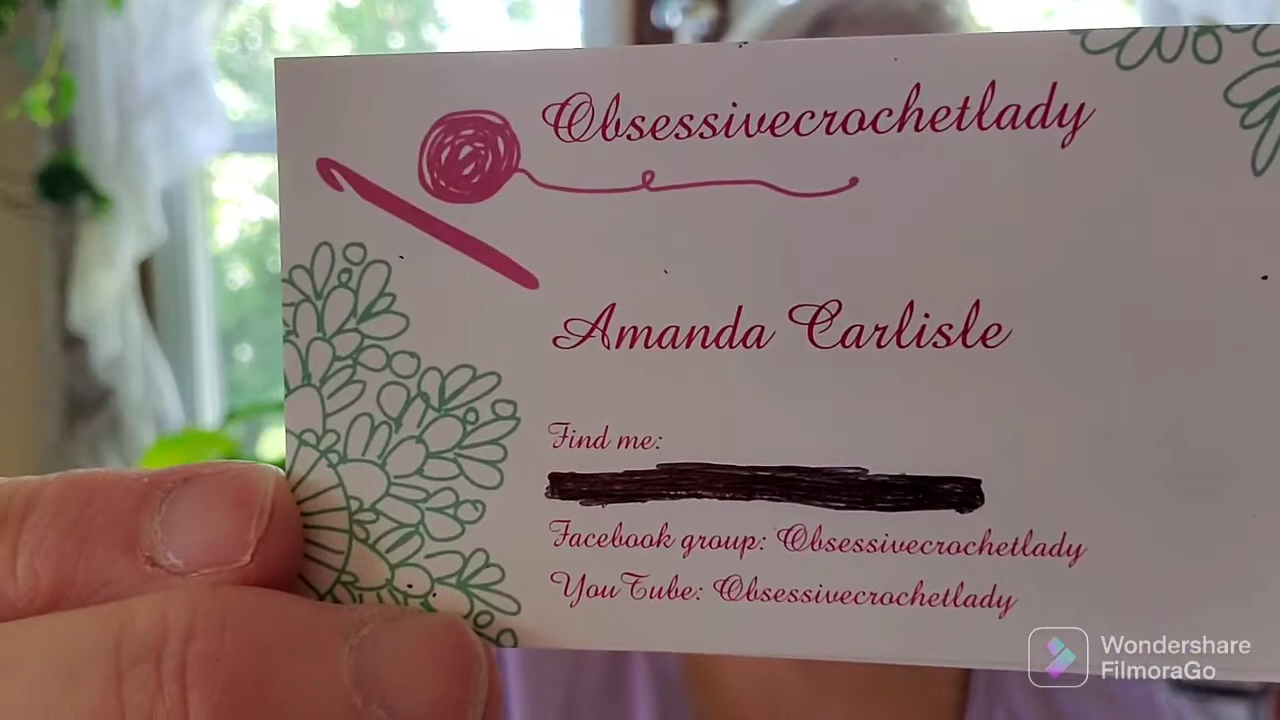 Obsessivecrochetlady
Amanda Carlisle
Find me:
Facebook group: Obsessivecrochetlady
YouTube: Obsessivecrochetlady
Wondershare
FilmoraGo